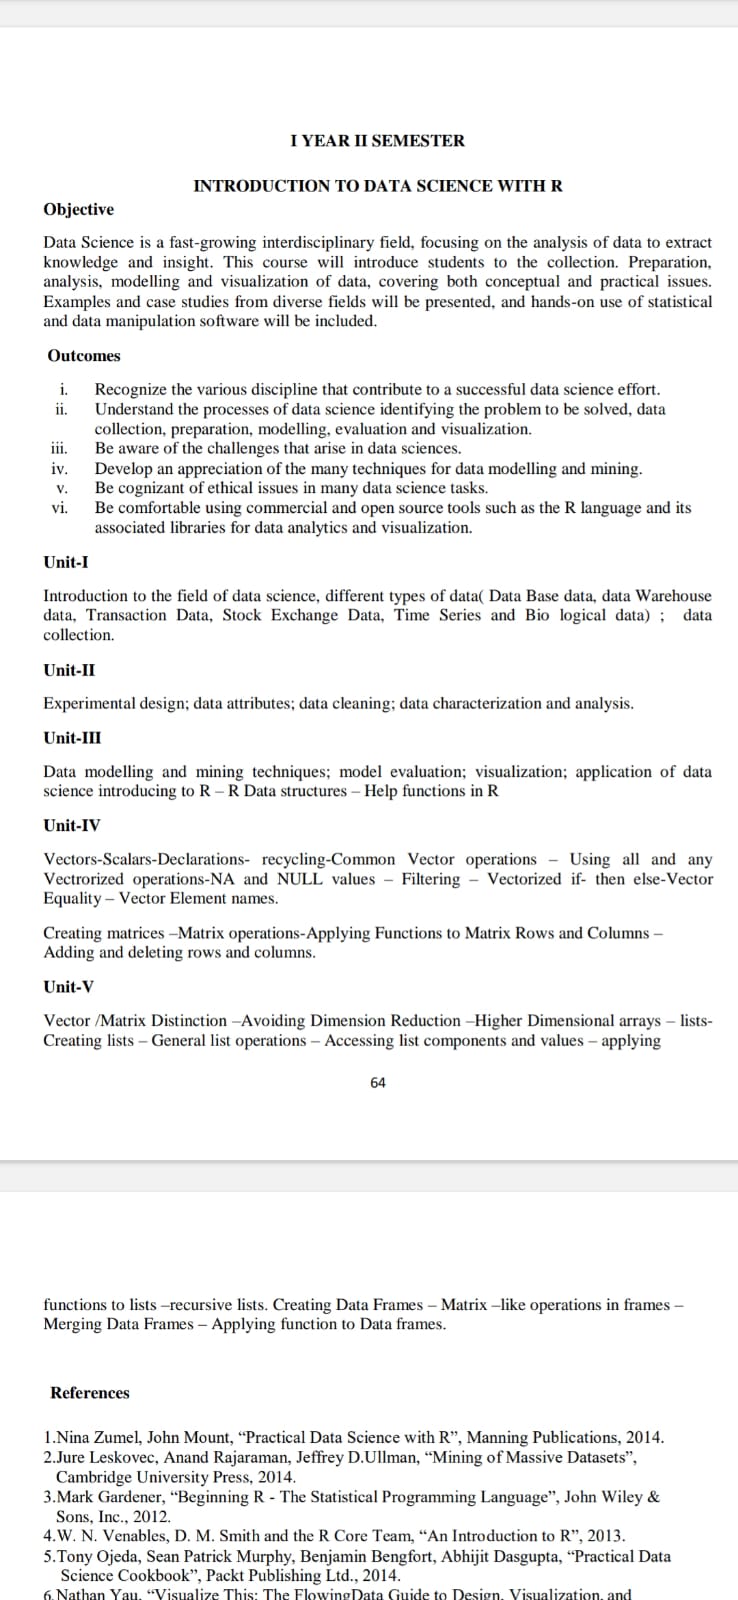 I YEAR II SEMESTER
INTRODUCTION TO DATA SCIENCE WITH R
Objective
Data Science is a fast-growing interdisciplinary field, focusing on the analysis of data to extract
knowledge and insight. This course will introduce students to the collection. Preparation,
analysis, modelling and visualization of data, covering both conceptual and practical issues.
Examples and case studies from diverse fields will be presented, and hands-on use of statistical
and data manipulation software will be included.
Outcomes
i. Recognize the various discipline that contribute to a successful data science effort.
ii. Understand the processes of data science identifying the problem to be solved, data
collection, preparation, modelling, evaluation and visualization.
iii. Be aware of the challenges that arise in data sciences.
iv. Develop an appreciation of the many techniques for data modelling and mining.
v. Be cognizant of ethical issues in many data science tasks.
vi. Be comfortable using commercial and open source tools such as the R language and its
associated libraries for data analytics and visualization.
Unit-I
Introduction to the field of data science, different types of data( Data Base data, data Warehouse
data, Transaction Data, Stock Exchange Data, Time Series and Bio logical data) ; data
collection.
Unit-II
Experimental design; data attributes; data cleaning; data characterization and analysis.
Unit-III
Data modelling and mining techniques; model evaluation; visualization; application of data
science introducing to R – R Data structures – Help functions in R
Unit-IV
Vectors-Scalars-Declarations- recycling-Common Vector operations – Using all and any
Vectrorized operations-NA and NULL values – Filtering – Vectorized if- then else-Vector
Equality – Vector Element names.
Creating matrices –Matrix operations-Applying Functions to Matrix Rows and Columns –
Adding and deleting rows and columns.
Unit-V
Vector /Matrix Distinction –Avoiding Dimension Reduction –Higher Dimensional arrays – lists-
Creating lists – General list operations – Accessing list components and values – applying
64
functions to lists –recursive lists. Creating Data Frames – Matrix –like operations in frames –
Merging Data Frames – Applying function to Data frames.
References
1.Nina Zumel, John Mount, “Practical Data Science with R”, Manning Publications, 2014.
2.Jure Leskovec, Anand Rajaraman, Jeffrey D.Ullman, “Mining of Massive Datasets”,
Cambridge University Press, 2014.
3.Mark Gardener, “Beginning R - The Statistical Programming Language”, John Wiley &
Sons, Inc., 2012.
4.W. N. Venables, D. M. Smith and the R Core Team, “An Introduction to R”, 2013.
5.Tony Ojeda, Sean Patrick Murphy, Benjamin Bengfort, Abhijit Dasgupta, “Practical Data
Science Cookbook”, Packt Publishing Ltd., 2014.
6.Nathan Yau, “Visualize This: The FlowingData Guide to Design, Visualization, and